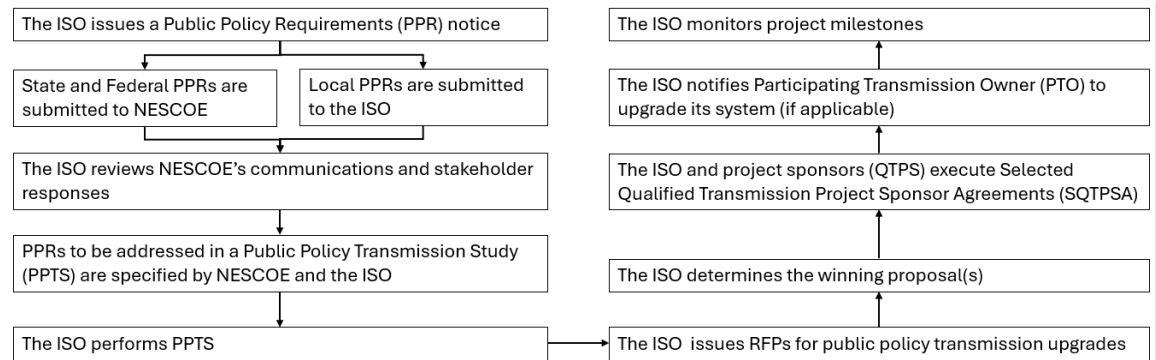 The ISO issues a Public Policy Requirements (PPR) notice
State and Federal PPRs are
submitted to NESCOE
Local PPRs are submitted
to the ISO
The ISO reviews NESCOE's communications and stakeholder
responses
PPRs to be addressed in a Public Policy Transmission Study
(PPTS) are specified by NESCOE and the ISO
The ISO performs PPTS
The ISO  issues RFPs for public policy transmission upgrades
The ISO determines the winning proposal(s)
The ISO and project sponsors (QTPS) execute Selected
Qualified Transmission Project Sponsor Agreements (SQTPSA)
The ISO notifies Participating Transmission Owner (PTO) to
upgrade its system (if applicable)
The ISO monitors project milestones